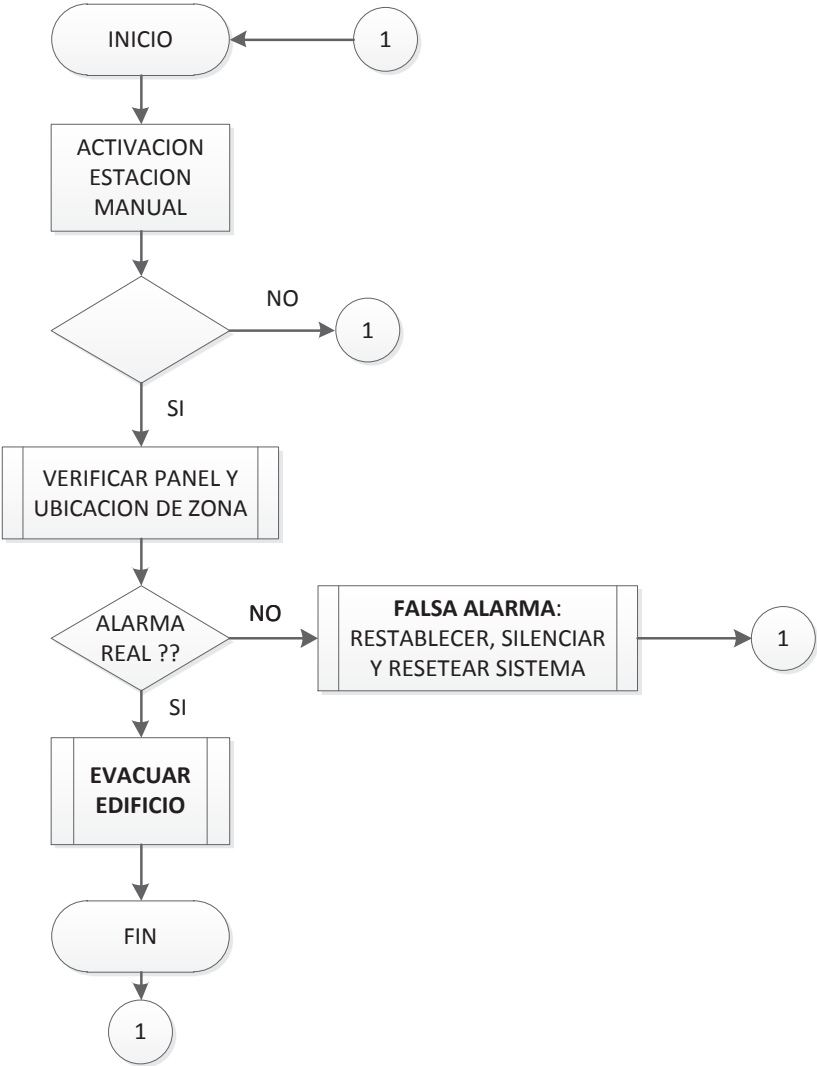 INICIO
1
ACTIVACION
ESTACION
MANUAL
NO
1
SI
VERIFICAR PANEL Y
UBICACION DE ZONA
ALARMA
REAL ??
NO
FALSA ALARMA:
RESTABLECER, SILENCIAR
Y RESETEAR SISTEMA
1
SI
EVACUAR
EDIFICIO
FIN
1